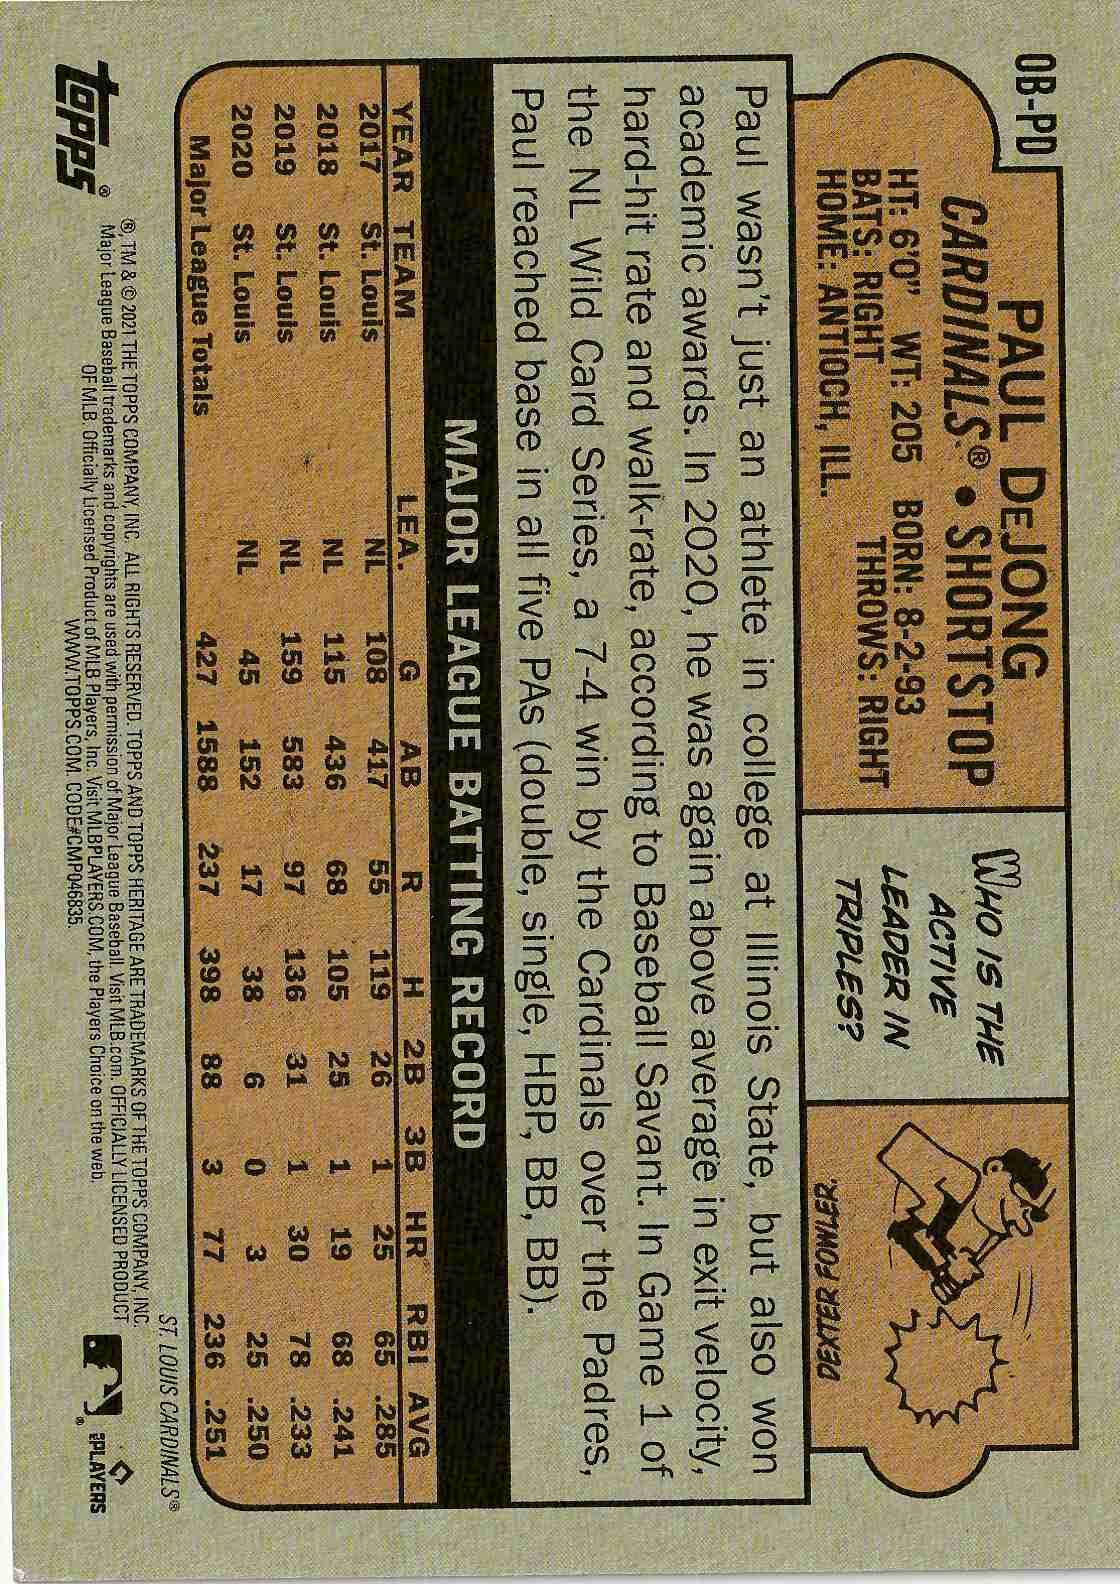 OB-PD
PAUL DeJONG
CARDINALS® • SHORTSTOP
HT: 6'0" WT: 205 BORN: 8-2-93
BATS: RIGHT THROWS: RIGHT
HOME: ANTIOCH, ILL.
WHO IS THE
ACTIVE
LEADER IN
TRIPLES?
DEXTER FOWLER.
Paul wasn't just an athlete in college at Illinois State, but also won
academic awards. In 2020, he was again above average in exit velocity,
hard-hit rate and walk-rate, according to Baseball Savant. In Game 1 of
the NL Wild Card Series, a 7-4 win by the Cardinals over the Padres,
Paul reached base in all five PAs (double, single, HBP, BB, BB).
MAJOR LEAGUE BATTING RECORD
YEAR TEAM LEA. G AB R H 2B 3B HR RBI AVG
2017 St. Louis NL 108 417 55 119 26 1 25 65 .285
2018 St. Louis NL 115 436 68 105 25 1 19 68 .241
2019 St. Louis NL 159 583 97 136 31 1 30 78 .233
2020 St. Louis NL 45 152 17 38 6 0 3 25 .250
Major League Totals 427 1588 237 398 88 3 77 236 .251
ST. LOUIS CARDINALS®
topps®
®, TM & © 2021 THE TOPPS COMPANY, INC. ALL RIGHTS RESERVED. TOPPS AND TOPPS HERITAGE ARE TRADEMARKS OF THE TOPPS COMPANY, INC.
Major League Baseball trademarks and copyrights are used with permission of Major League Baseball. Visit MLB.com. OFFICIALLY LICENSED PRODUCT
OF MLB. Officially Licensed Product of MLB Players, Inc. Visit MLBPLAYERS.COM, the Players Choice on the web.
WWW.TOPPS.COM. CODE#CMP046835.
® MLB PLAYERS